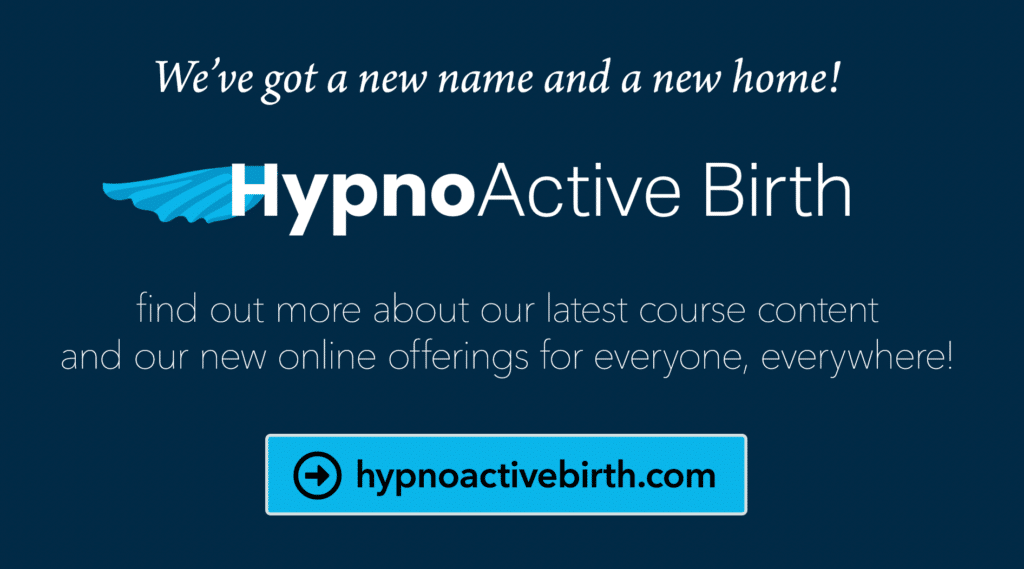 We’ve got a new name and a new home!
HypnoActive Birth
find out more about our latest course content
and our new online offerings for everyone, everywhere!
hypnoactivebirth.com